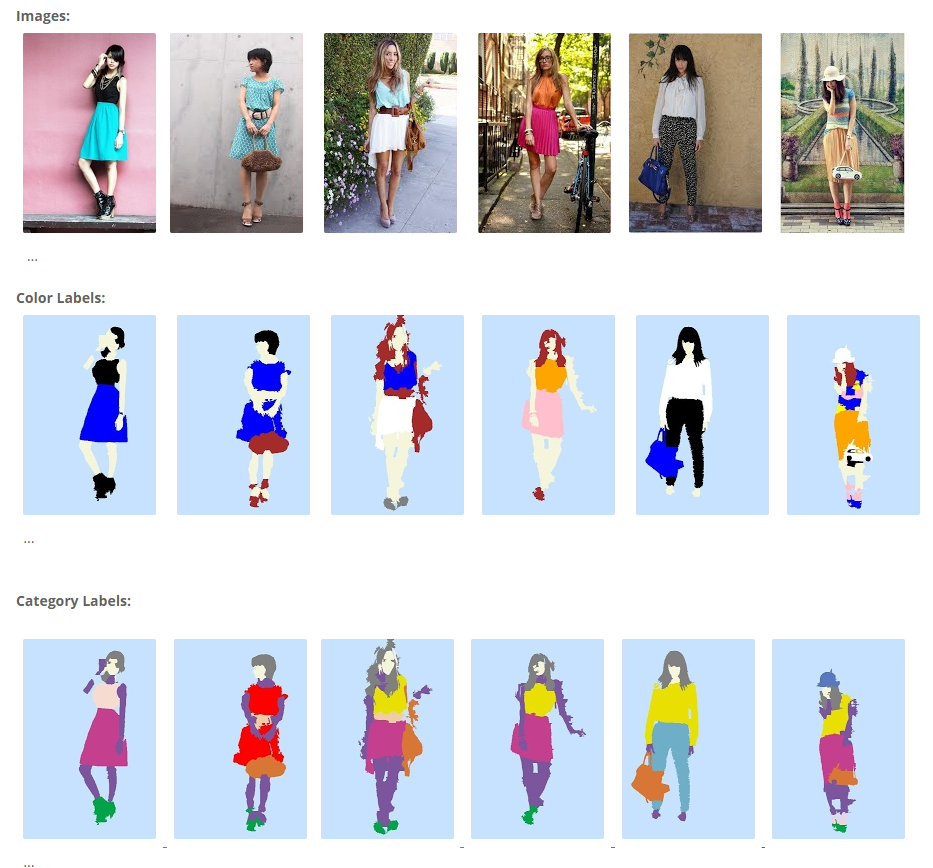 Images:
...
Color Labels:
...
Category Labels:
- - - -
...